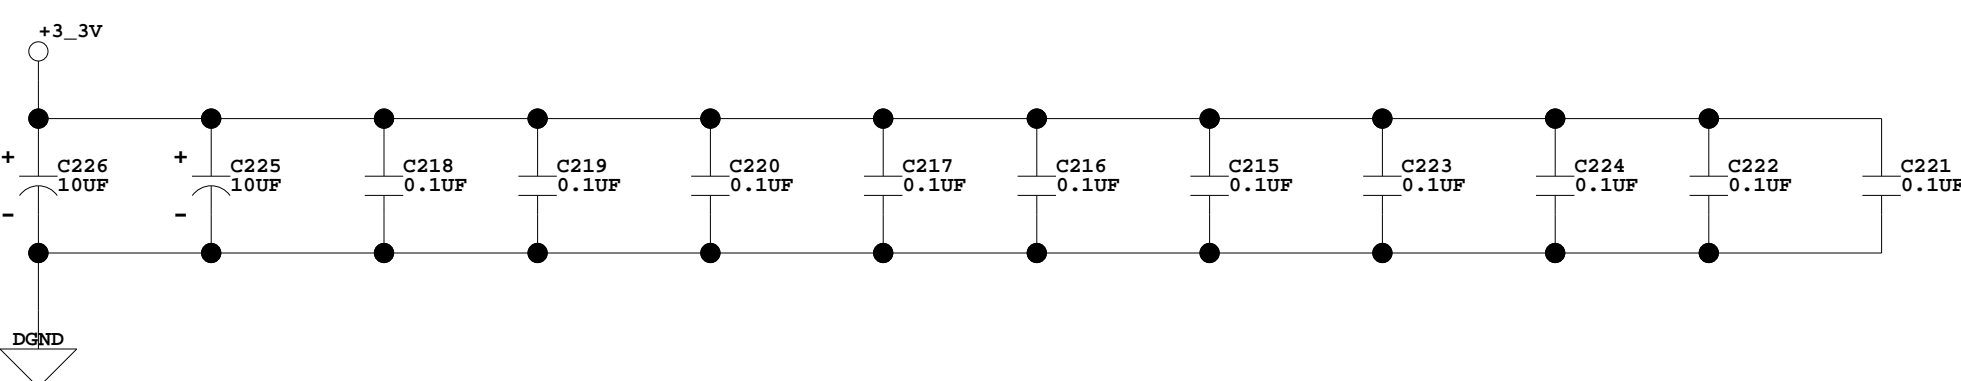 +3_3V
+
C226
10UF
-
+
C225
10UF
-
C218
0.1UF
C219
0.1UF
C220
0.1UF
C217
0.1UF
C216
0.1UF
C215
0.1UF
C223
0.1UF
C224
0.1UF
C222
0.1UF
C221
0.1UF
DGND